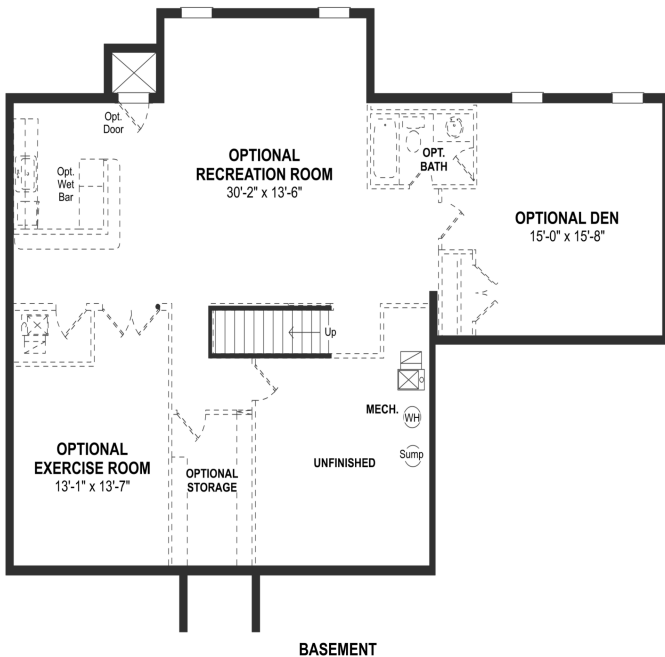 Opt.
Door
OPTIONAL
RECREATION ROOM
30'-2" x 13'-6"
OPT.
BATH
Opt.
Wet
Bar
OPTIONAL DEN
15'-0" x 15'-8"
Up
MECH.
WH
OPTIONAL
EXERCISE ROOM
13'-1" x 13'-7"
OPTIONAL
STORAGE
UNFINISHED
Sump
BASEMENT